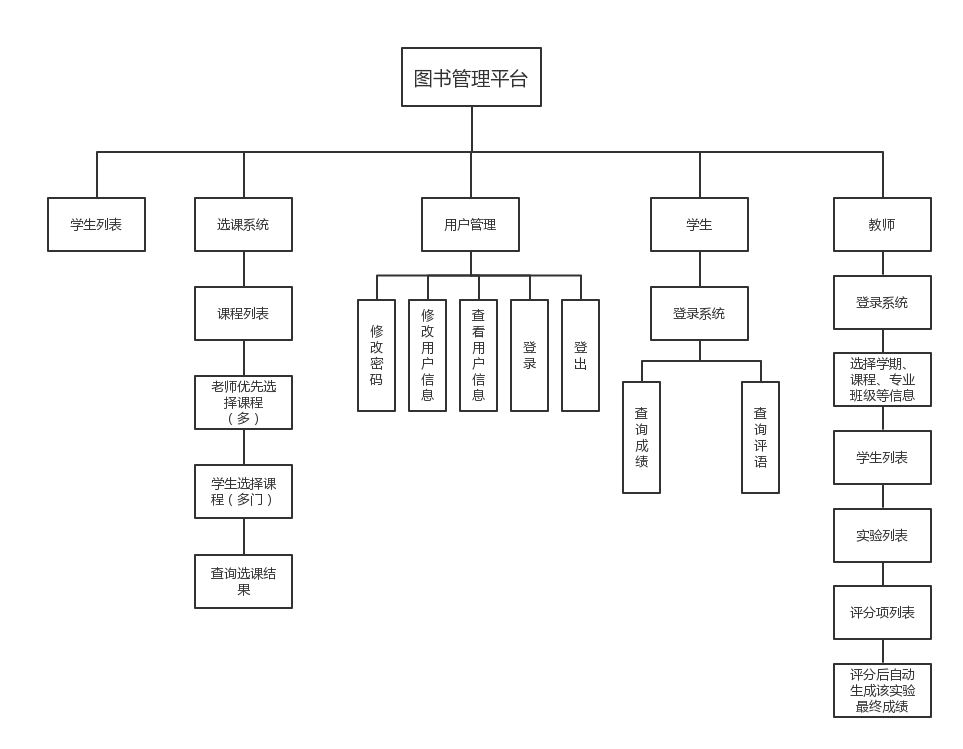 图书管理平台
学生列表
选课系统
用户管理
学生
教师
课程列表
老师优先选
择课程
（多）
学生选择课
程（多门）
查询选课结
果
修
改
密
码
修
改
用
户
信
息
查
看
用
户
信
息
登
录
登
出
登录系统
查
询
成
绩
查
询
评
语
登录系统
选择学期、
课程、专业
班级等信息
学生列表
实验列表
评分项列表
评分后自动
生成该实验
最终成绩